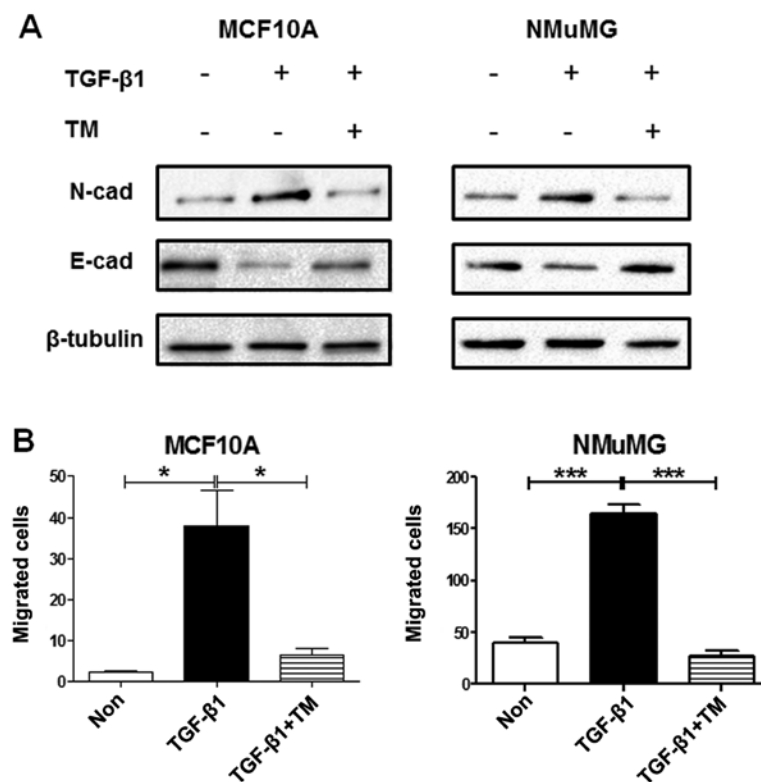 A
MCF10A NMuMG
TGF-β1 - + + - + +
TM - - + - - +
N-cad
E-cad
β-tubulin
B
MCF10A
* *
Migrated cells
50
40
30
20
10
0
Non TGF-β1 TGF-β1+TM
NMuMG
*** ***
Migrated cells
200
150
100
50
0
Non TGF-β1 TGF-β1+TM